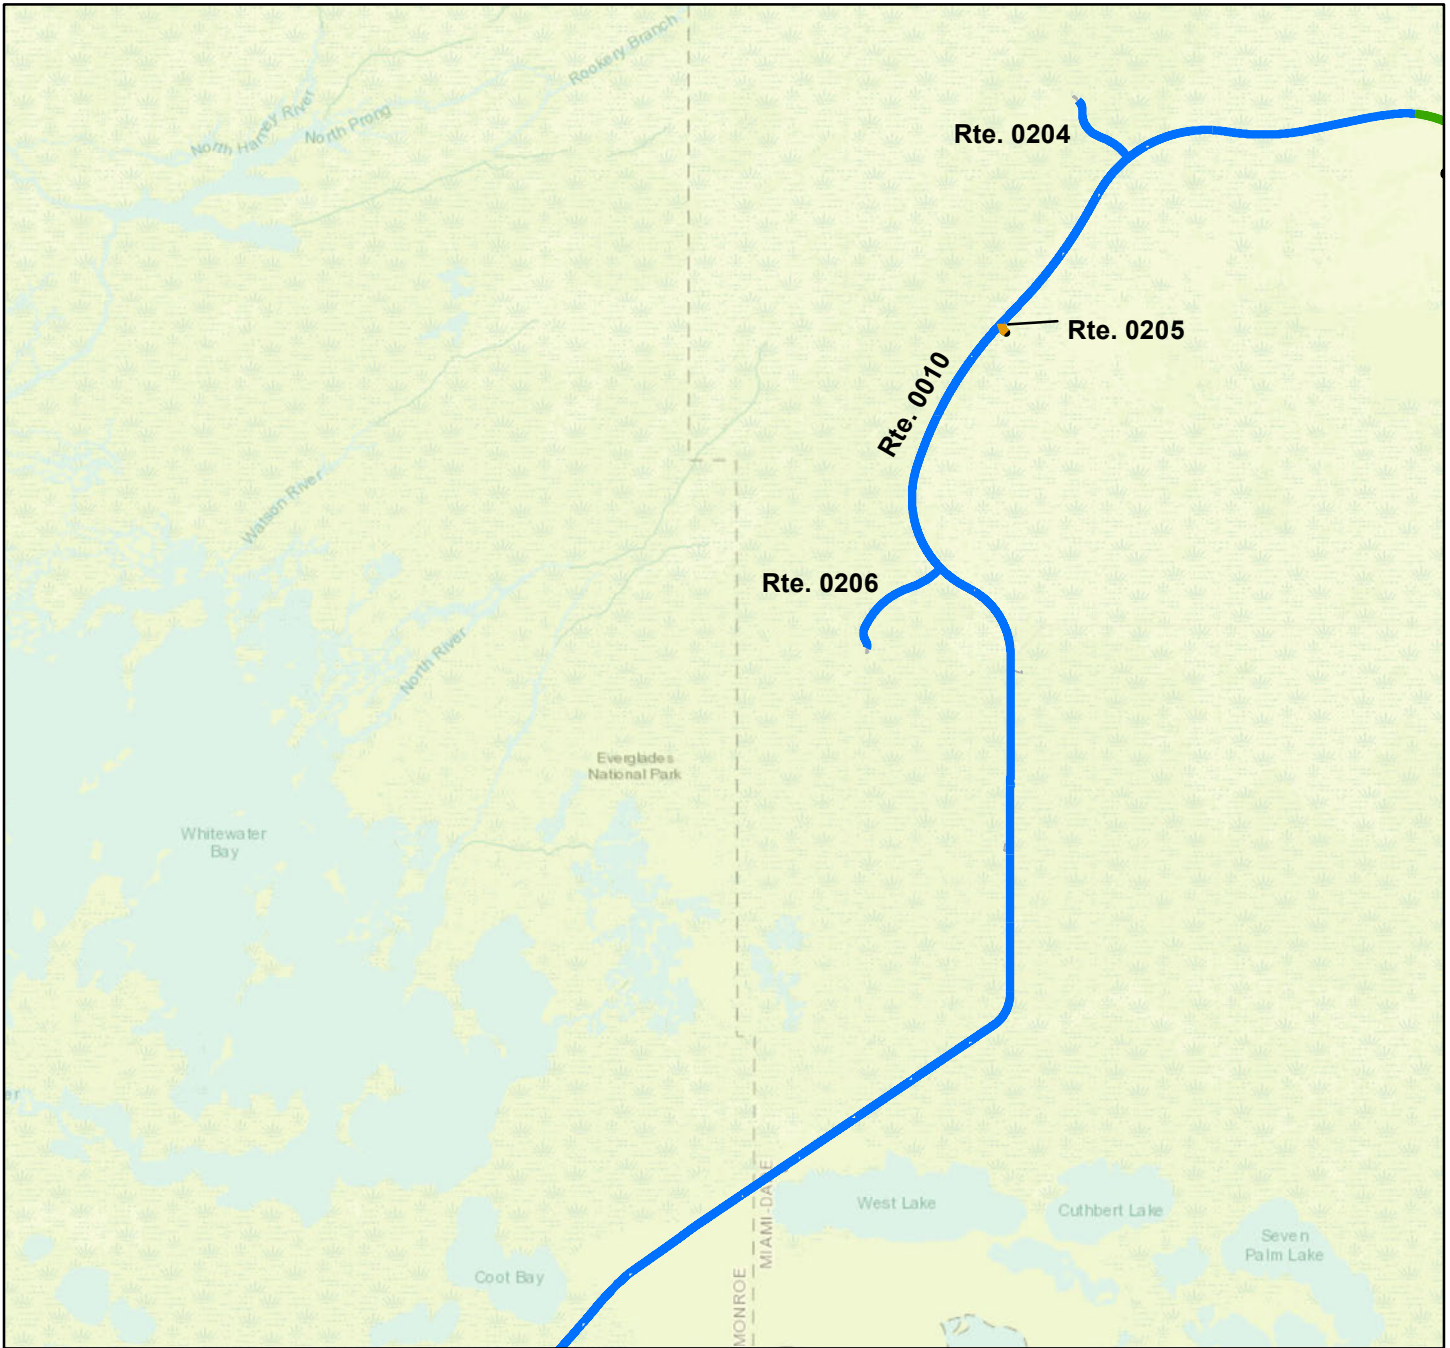 Rookery Branch
North Harney River
North Prong
Rte. 0204
Rte. 0205
Rte. 0010
Watson River
Rte. 0206
North River
Everglades
National Park
Whitewater
Bay
MIAMI-DADE
West Lake
Cuthbert Lake
Seven
Palm Lake
Coot Bay
MONROE